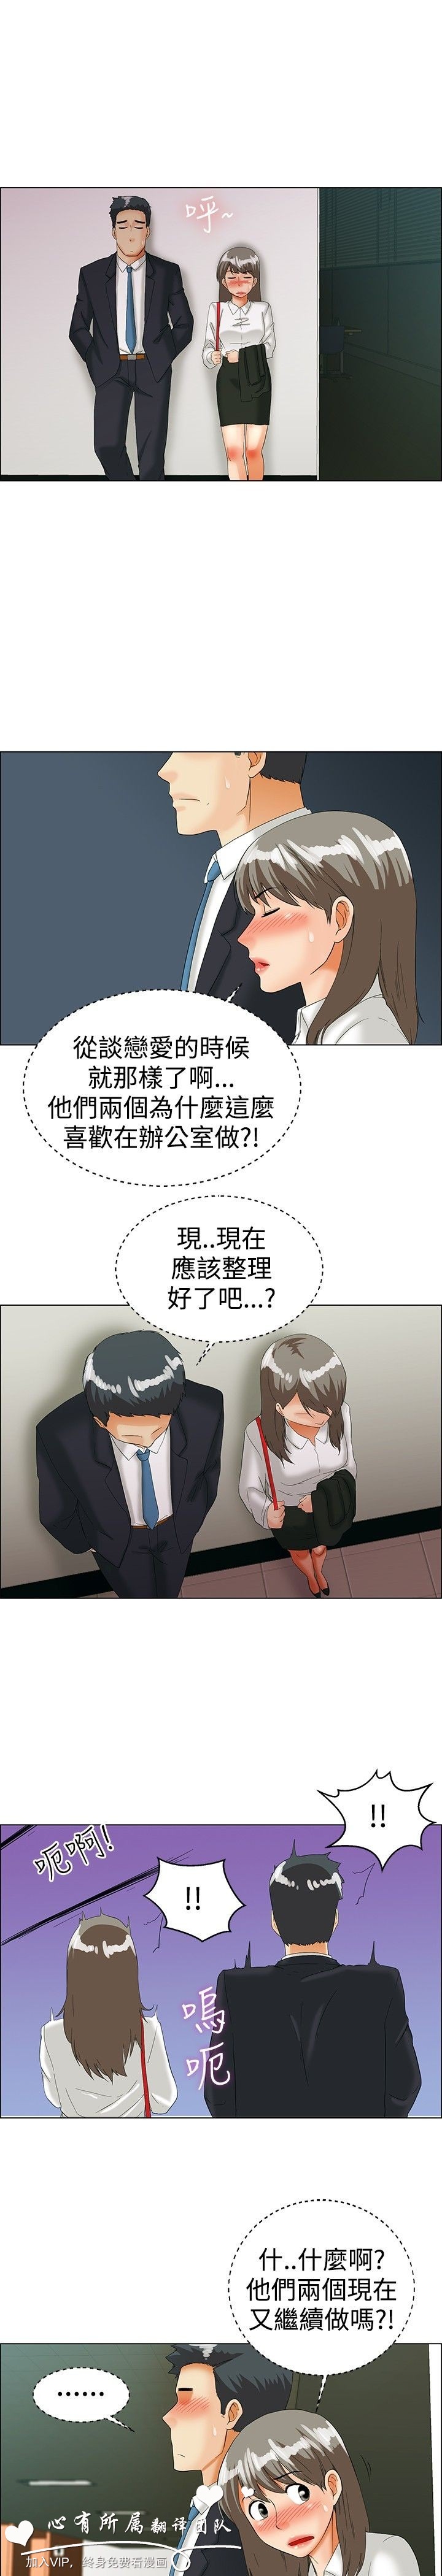 呼~
從談戀愛的時候
就那樣了啊...
他們兩個為什麼這麼
喜歡在辦公室做?!
現..現在
應該整理
好了吧...?
!!
呃啊!
!!
嗚
呃
什..什麼啊?
他們兩個現在
又繼續做嗎?!
......
心有所属翻译团队
加入VIP，终身免费看漫画